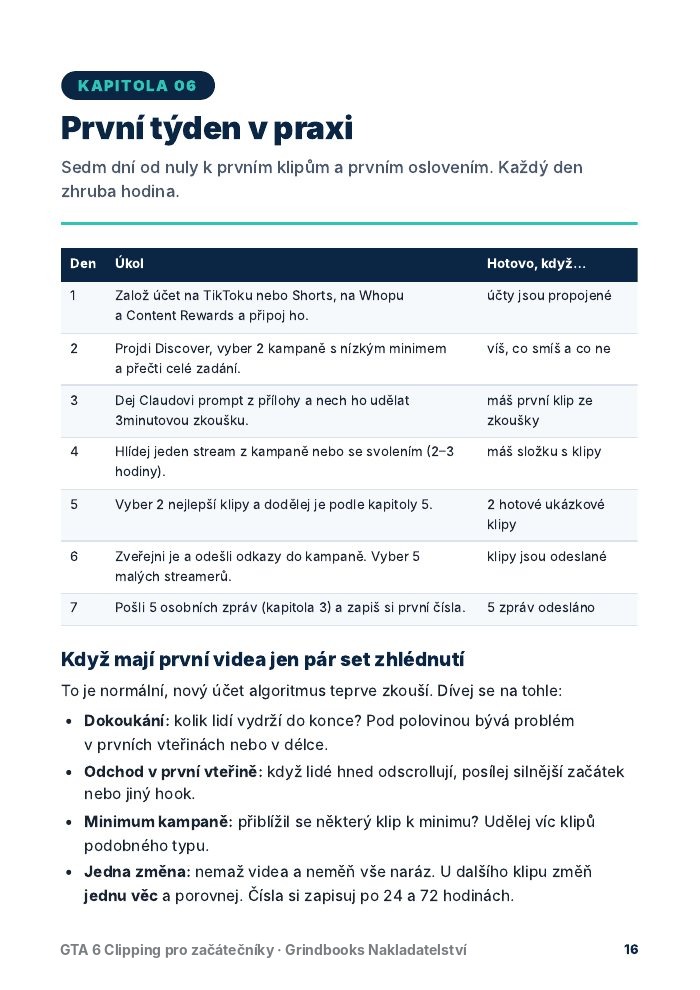 KAPITOLA 06
První týden v praxi
Sedm dní od nuly k prvním klipům a prvním oslovením. Každý den
zhruba hodina.
Den Úkol Hotovo, když…
1 Založ účet na TikToku nebo Shorts, na Whopu účty jsou propojené
a Content Rewards a připoj ho.
2 Projdi Discover, vyber 2 kampaně s nízkým minimem víš, co smíš a co ne
a přečti celé zadání.
3 Dej Claudovi prompt z přílohy a nech ho udělat máš první klip ze
3minutovou zkoušku. zkoušky
4 Hlídej jeden stream z kampaně nebo se svolením (2–3 máš složku s klipy
hodiny).
5 Vyber 2 nejlepší klipy a dodělej je podle kapitoly 5. 2 hotové ukázkové
klipy
6 Zveřejni je a odešli odkazy do kampaně. Vyber 5 klipy jsou odeslané
malých streamerů.
7 Pošli 5 osobních zpráv (kapitola 3) a zapiš si první čísla. 5 zpráv odesláno
Když mají první videa jen pár set zhlédnutí
To je normální, nový účet algoritmus teprve zkouší. Dívej se na tohle:
• Dokoukání: kolik lidí vydrží do konce? Pod polovinou bývá problém
v prvních vteřinách nebo v délce.
• Odchod v první vteřině: když lidé hned odscrollují, posílej silnější začátek
nebo jiný hook.
• Minimum kampaně: přiblížil se některý klip k minimu? Udělej víc klipů
podobného typu.
• Jedna změna: nemaž videa a neměň vše naráz. U dalšího klipu změň
jednu věc a porovnej. Čísla si zapisuj po 24 a 72 hodinách.
GTA 6 Clipping pro začátečníky · Grindbooks Nakladatelství 16